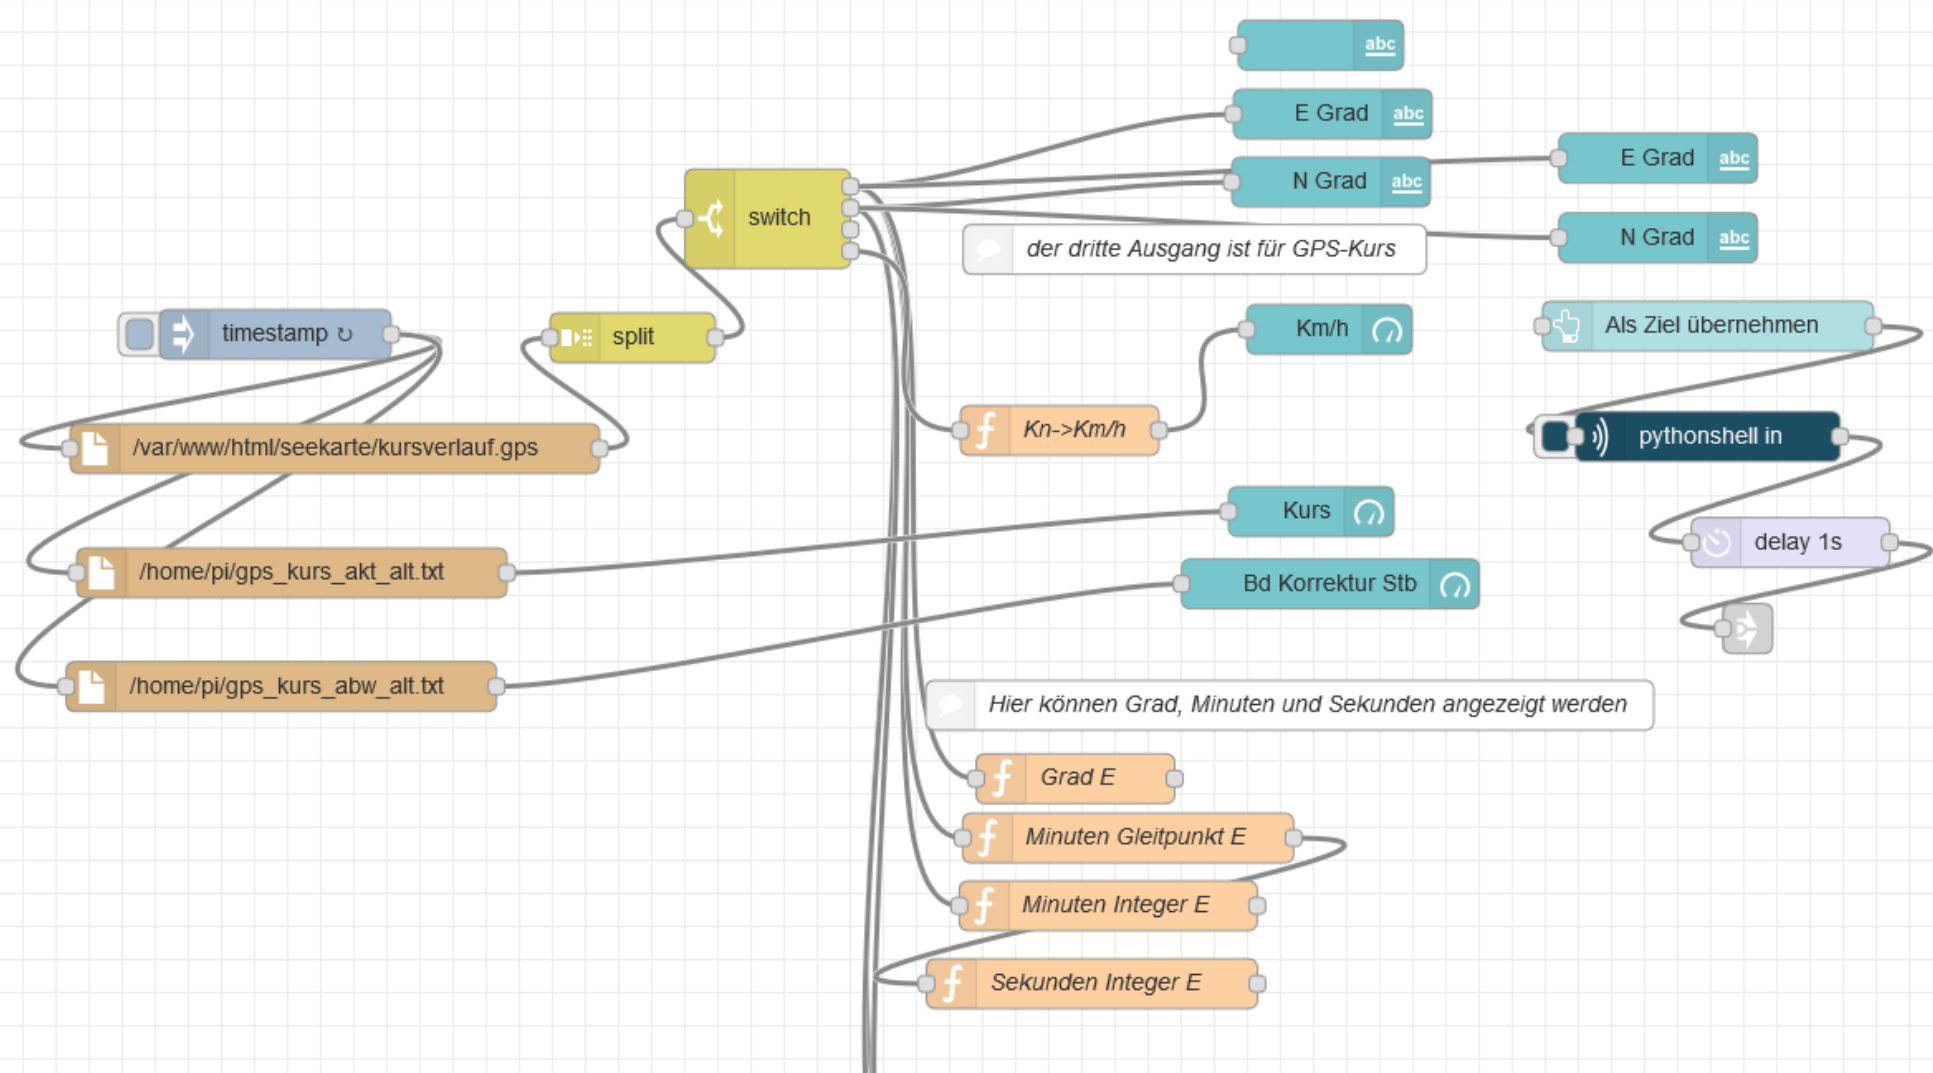 abc
E Grad abc
E Grad abc
N Grad abc
switch
N Grad abc
der dritte Ausgang ist für GPS-Kurs
timestamp ↻
split
Km/h
Als Ziel übernehmen
/var/www/html/seekarte/kursverlauf.gps
Kn->Km/h
pythonshell in
Kurs
delay 1s
/home/pi/gps_kurs_akt_alt.txt
Bd Korrektur Stb
/home/pi/gps_kurs_abw_alt.txt
Hier können Grad, Minuten und Sekunden angezeigt werden
Grad E
Minuten Gleitpunkt E
Minuten Integer E
Sekunden Integer E